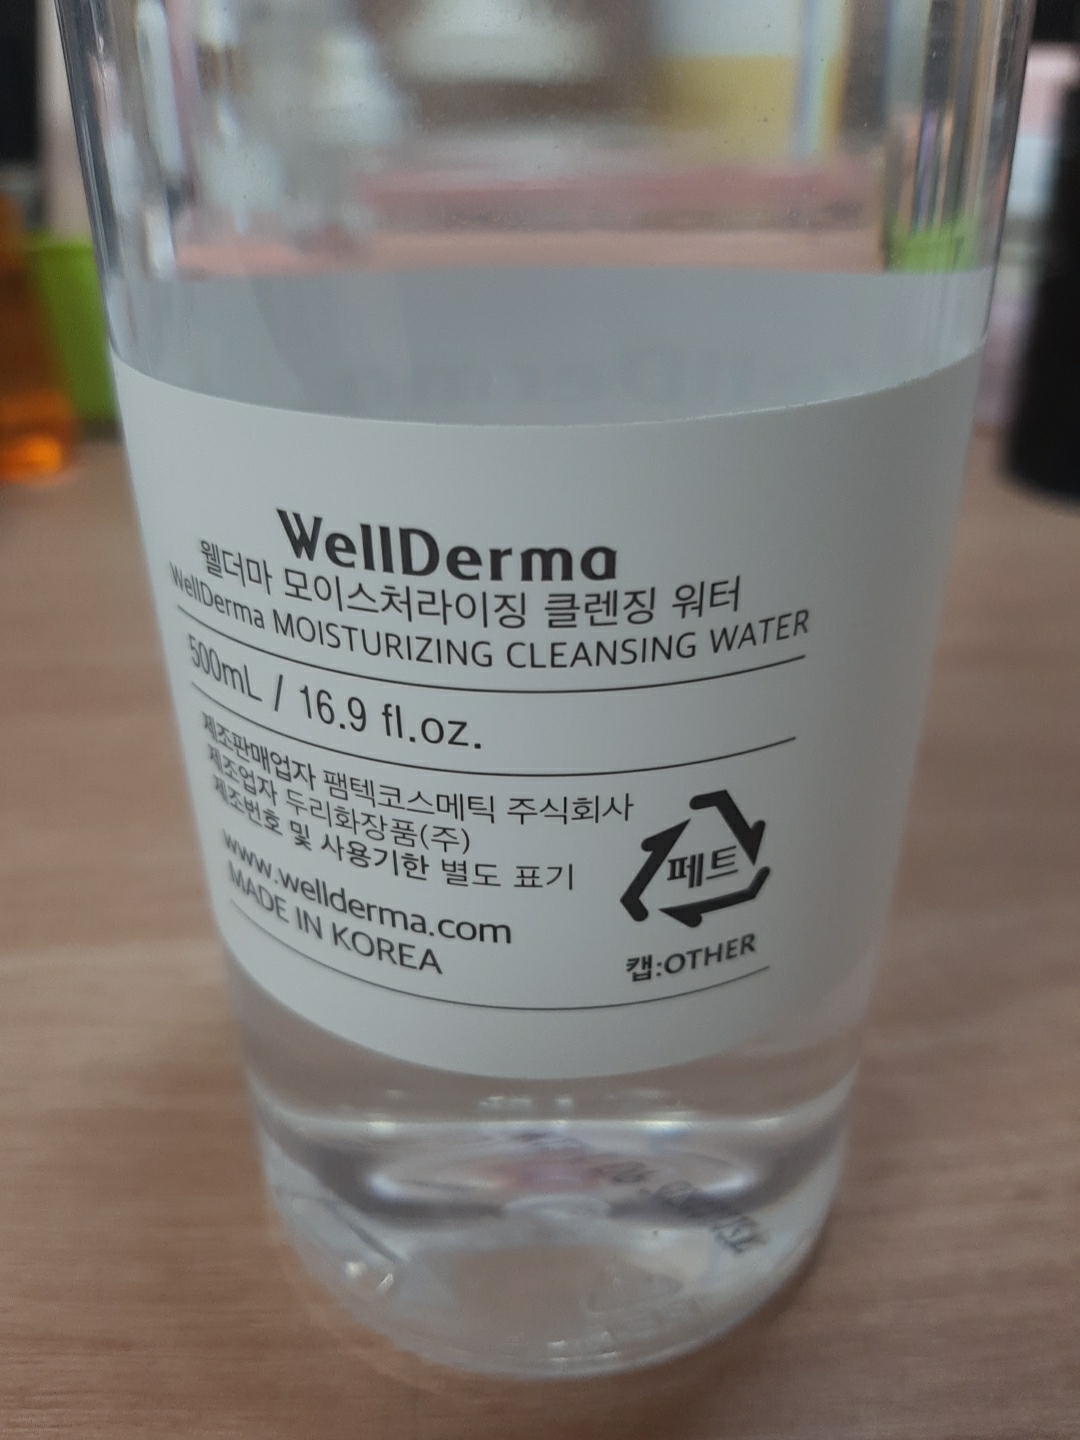 WellDerma
웰더마 모이스처라이징 클렌징 워터
WellDerma MOISTURIZING CLEANSING WATER
500mL / 16.9 fl.oz.
제조판매업자 팸텍코스메틱 주식회사
제조업자 두리화장품(주)
제조번호 및 사용기한 별도 표기
www.wellderma.com
MADE IN KOREA
페트
캡:OTHER